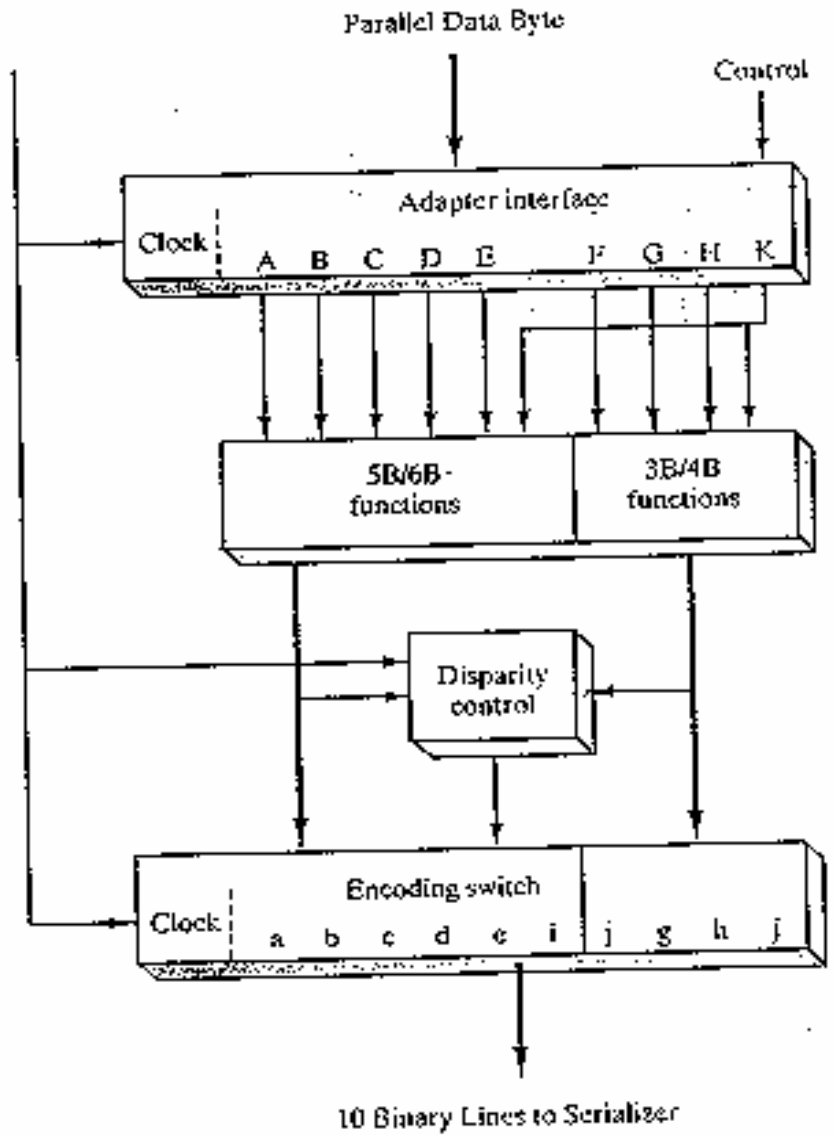 Parallel Data Byte
Control
Adapter interface
Clock
A B C D E F G H K
5B/6B-
functions
3B/4B
functions
Disparity
control
Encoding switch
Clock
a b c d e i j g h j
10 Binary Lines to Serializer